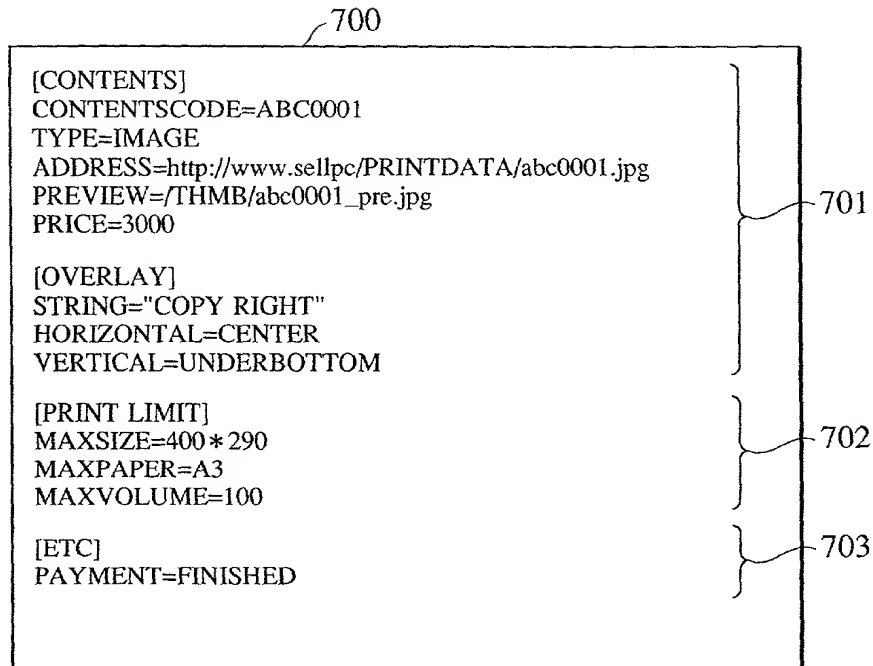 700
[CONTENTS]
CONTENTSCODE=ABC0001
TYPE=IMAGE
ADDRESS=http://www.sellpc/PRINTDATA/abc0001.jpg
PREVIEW=/THMB/abc0001_pre.jpg
PRICE=3000
701
[OVERLAY]
STRING="COPY RIGHT"
HORIZONTAL=CENTER
VERTICAL=UNDERBOTTOM
[PRINT LIMIT]
MAXSIZE=400*290
702
MAXPAPER=A3
MAXVOLUME=100
[ETC]
703
PAYMENT=FINISHED